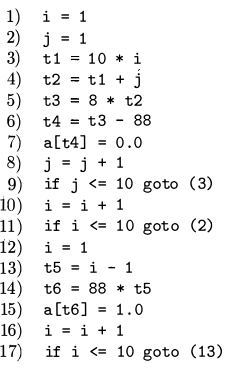 1) i = 1
2) j = 1
3) t1 = 10 * i
4) t2 = t1 + j
5) t3 = 8 * t2
6) t4 = t3 - 88
7) a[t4] = 0.0
8) j = j + 1
9) if j <= 10 goto (3)
10) i = i + 1
11) if i <= 10 goto (2)
12) i = 1
13) t5 = i - 1
14) t6 = 88 * t5
15) a[t6] = 1.0
16) i = i + 1
17) if i <= 10 goto (13)